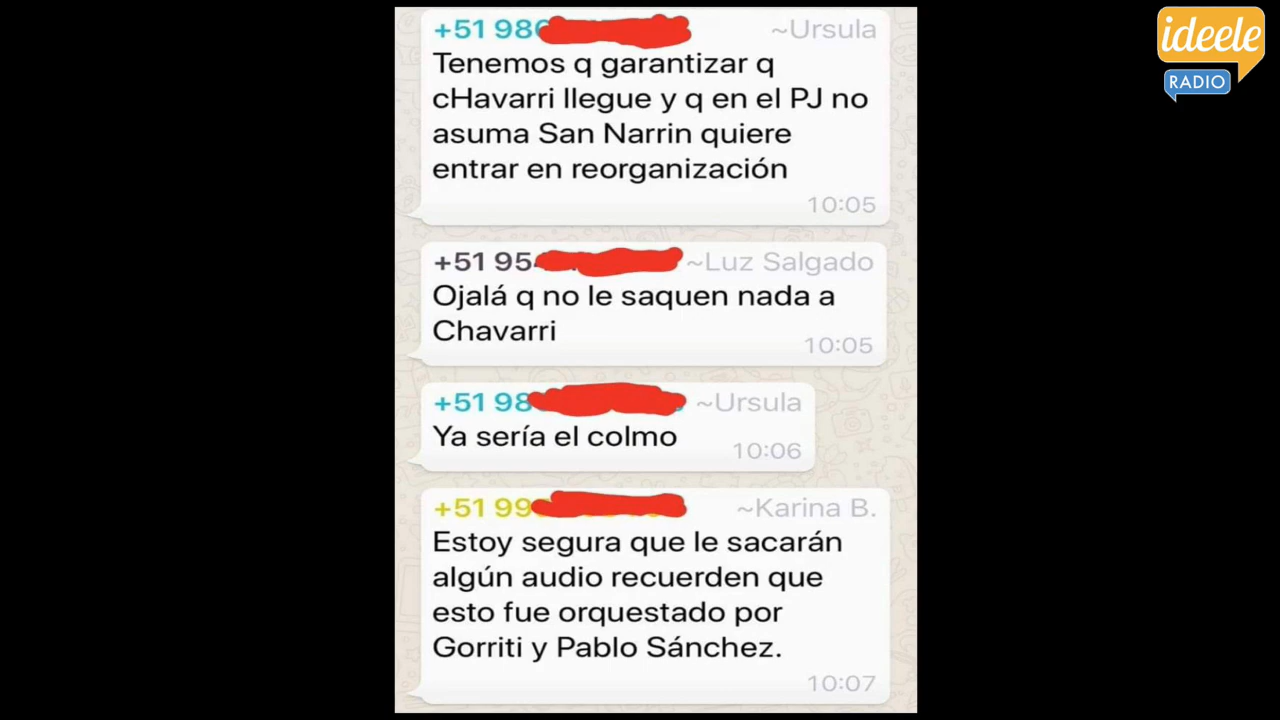 ideele
RADIO
+51 98 ~Ursula
Tenemos q garantizar q
cHavarri llegue y q en el PJ no
asuma San Narrin quiere
entrar en reorganización
10:05
+51 95 ~Luz Salgado
Ojalá q no le saquen nada a
Chavarri
10:05
+51 98 ~Ursula
Ya sería el colmo
10:06
+51 99 ~Karina B.
Estoy segura que le sacarán
algún audio recuerden que
esto fue orquestado por
Gorriti y Pablo Sánchez.
10:07